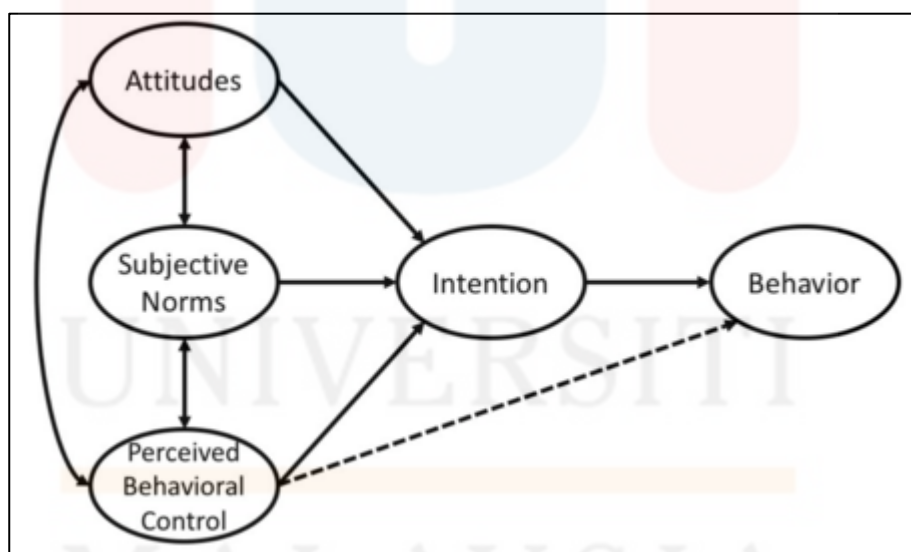 Attitudes
Subjective
Norms
Intention
Behavior
UNIVERSITI
Perceived
Behavioral
Control